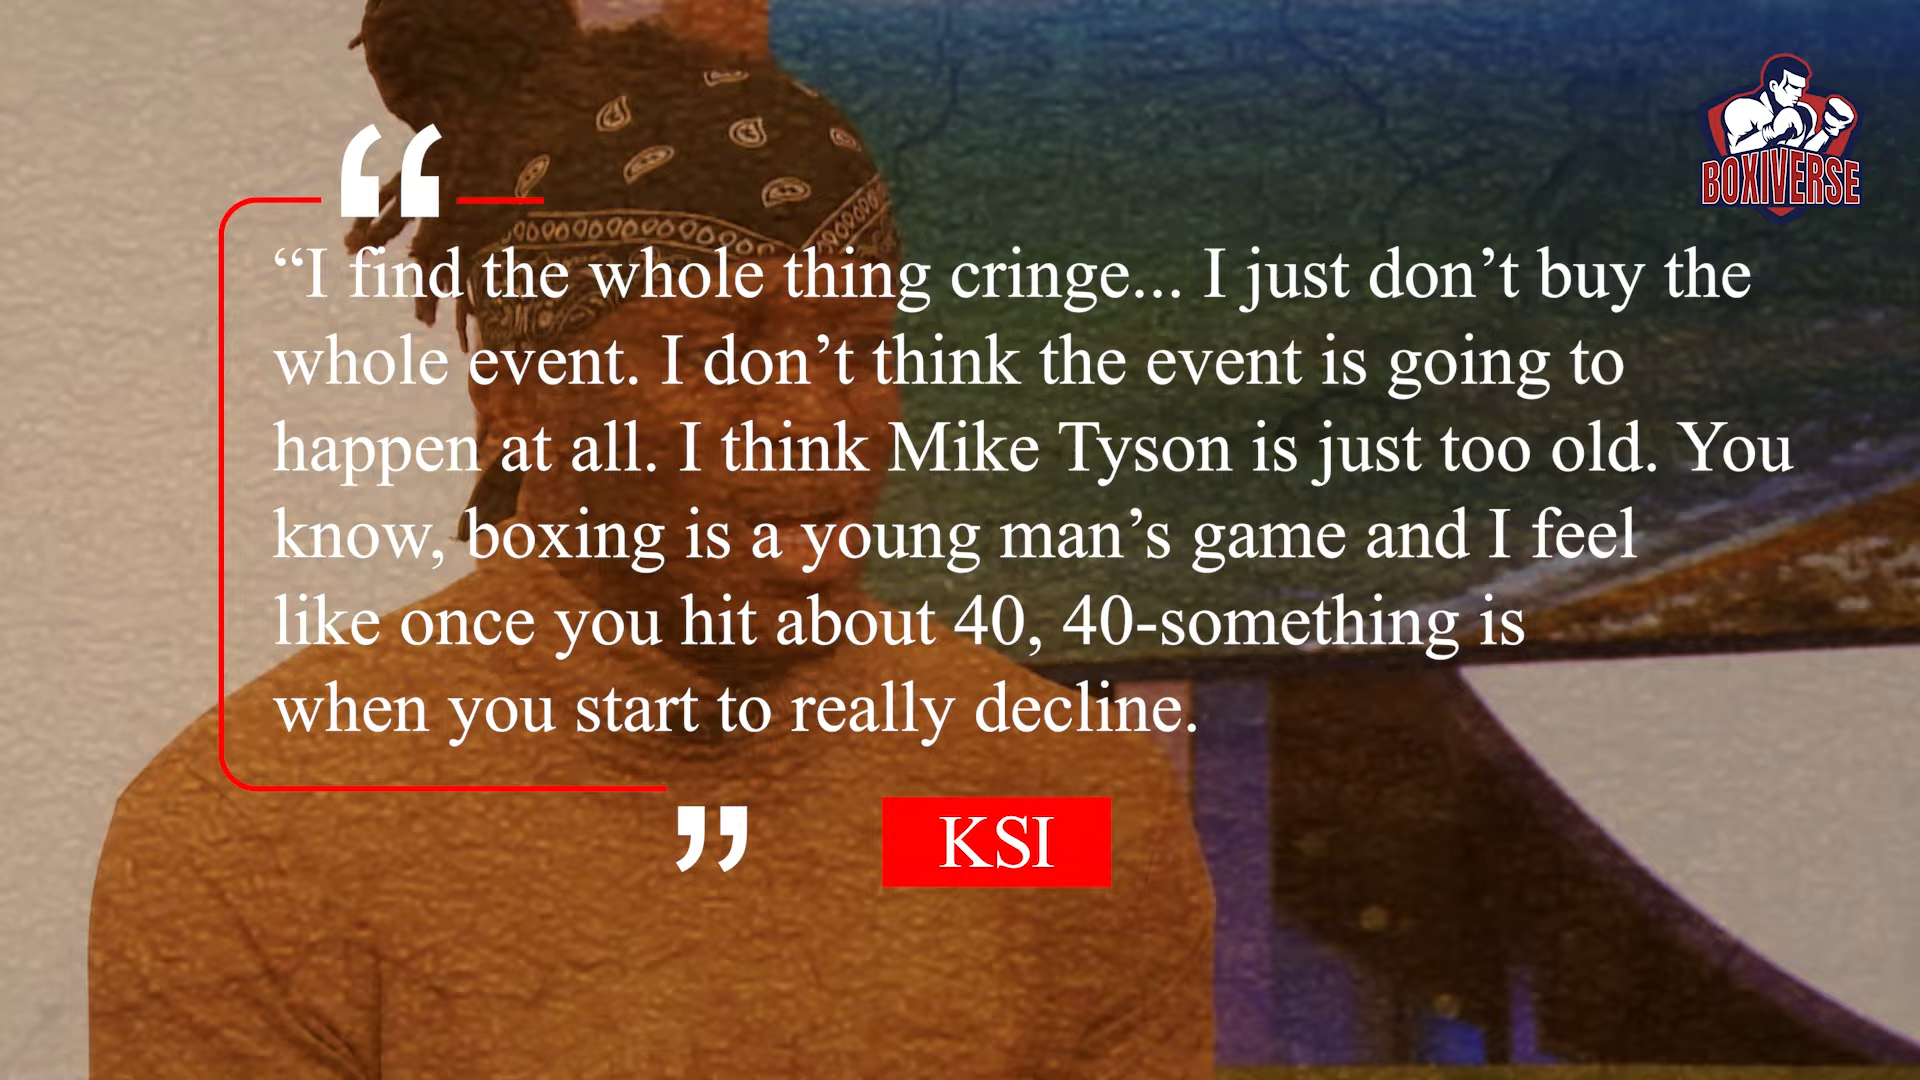 BOXIVERSE
“I find the whole thing cringe... I just don’t buy the
whole event. I don’t think the event is going to
happen at all. I think Mike Tyson is just too old. You
know, boxing is a young man’s game and I feel
like once you hit about 40, 40-something is
when you start to really decline.
KSI